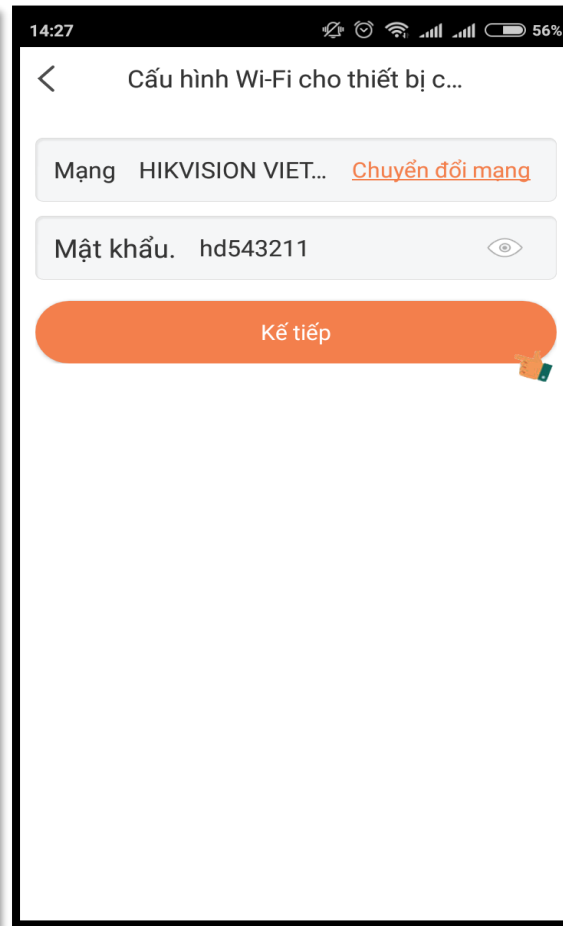 14:27 56%
Cấu hình Wi-Fi cho thiết bị c...
Mạng HIKVISION VIET... Chuyển đổi mạng
Mật khẩu. hd543211
Kế tiếp